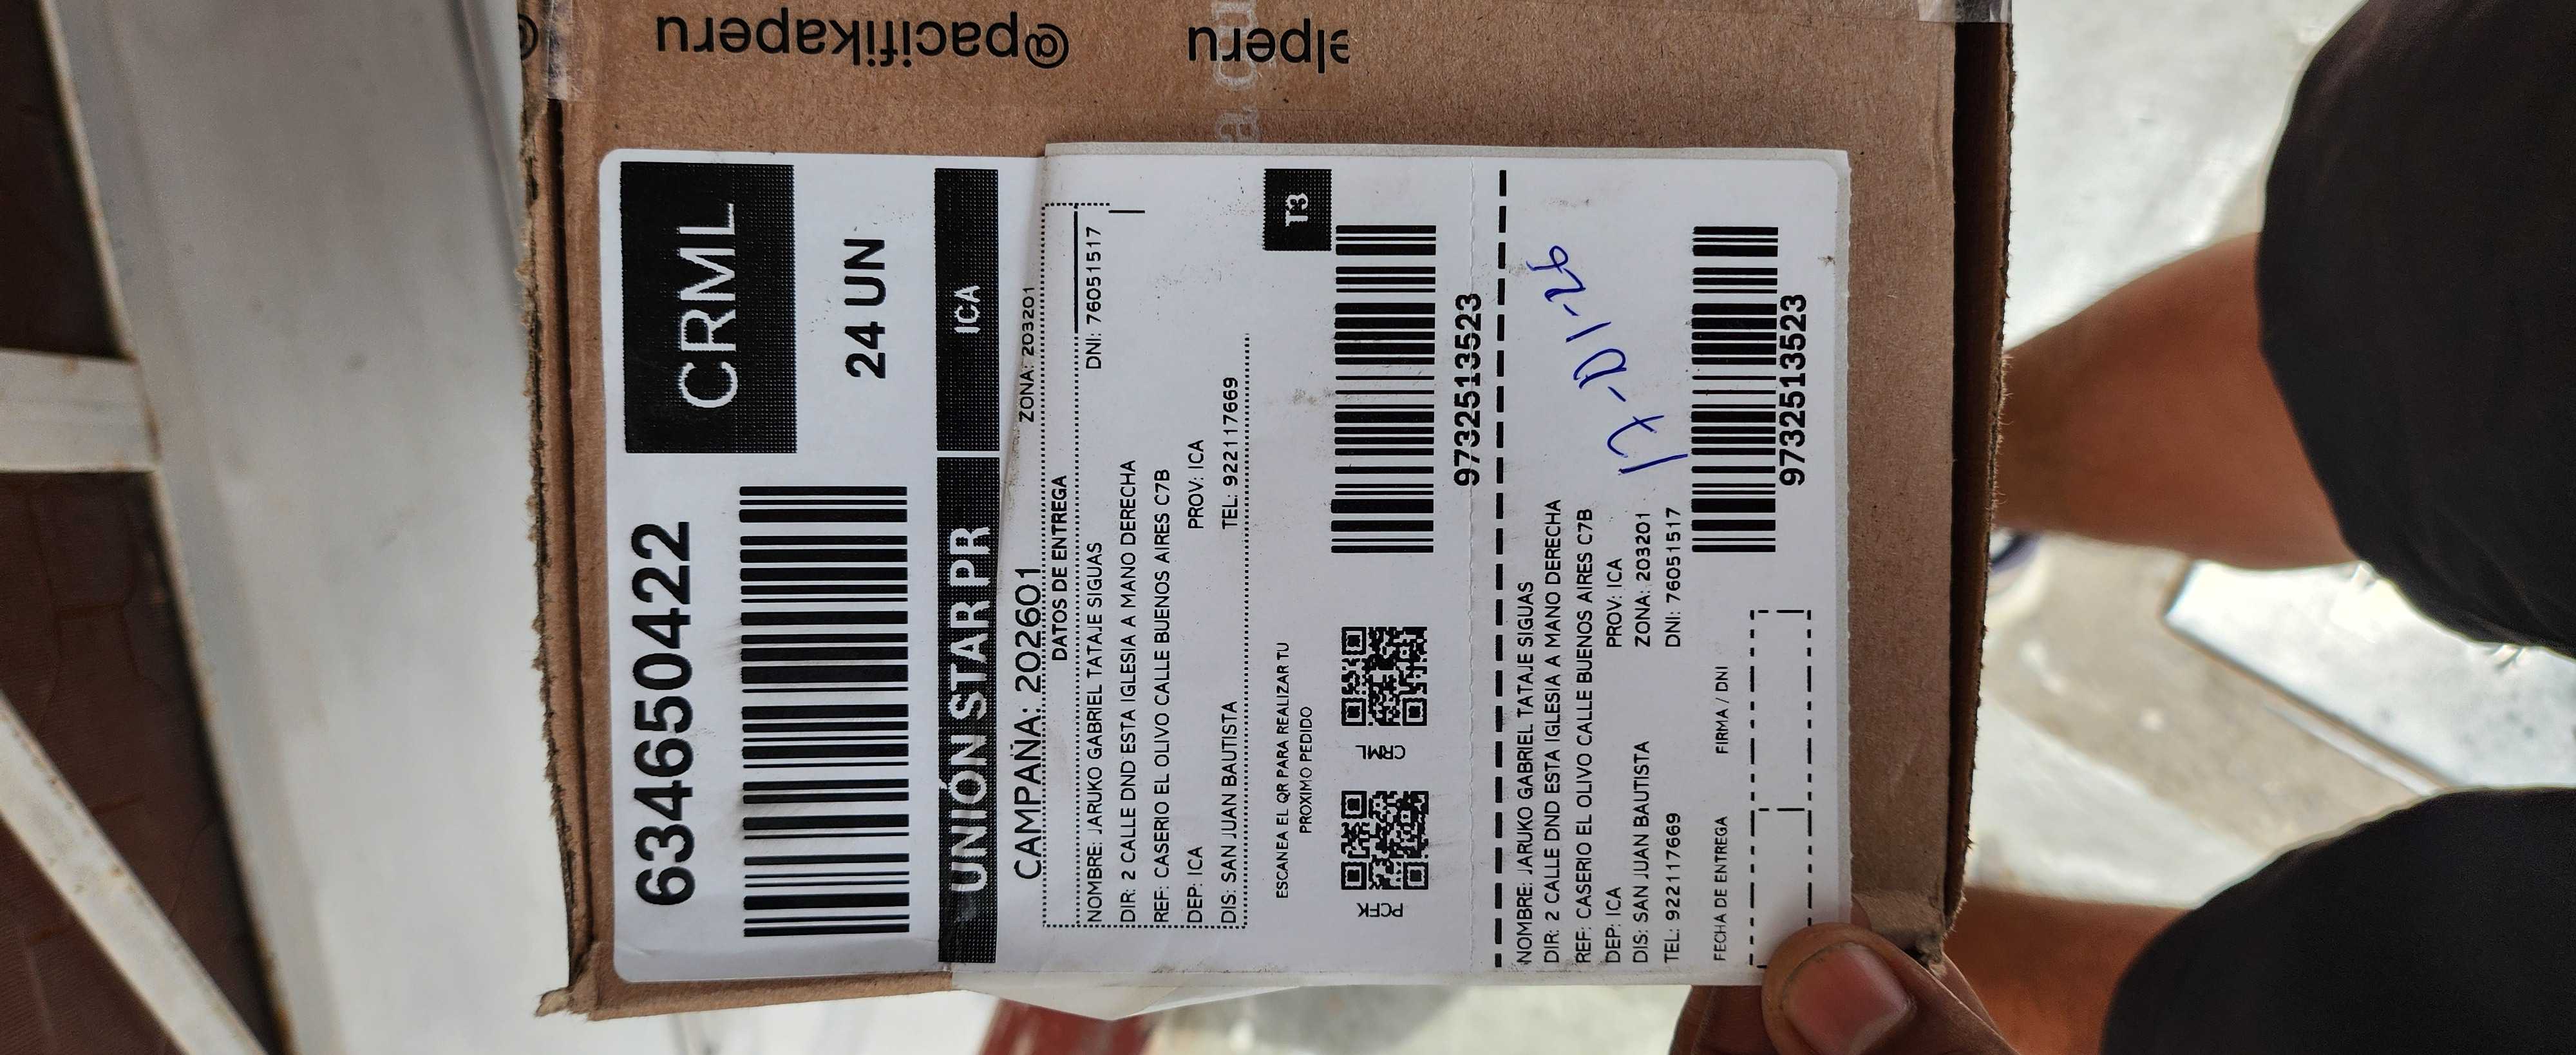 @pacifikaperu
elperu
CRML
6346504422
24 UN
UNIÓN STAR PR
ICA
CAMPAÑA: 202601
ZONA: 203201
DATOS DE ENTREGA
NOMBRE: JARUKO GABRIEL TATAJE SIGUAS
DNI: 76051517
DIR: 2 CALLE DND ESTA IGLESIA A MANO DERECHA
REF: CASERIO EL OLIVO CALLE BUENOS AIRES C7B
DEP: ICA
PROV: ICA
DIS: SAN JUAN BAUTISTA
TEL: 922117669
ESCANEA EL QR PARA REALIZAR TU
PROXIMO PEDIDO
T3
PCFK
CRML
9732513523
NOMBRE: JARUKO GABRIEL TATAJE SIGUAS
DIR: 2 CALLE DND ESTA IGLESIA A MANO DERECHA
REF: CASERIO EL OLIVO CALLE BUENOS AIRES C7B
DEP: ICA
PROV: ICA
DIS: SAN JUAN BAUTISTA
ZONA: 203201
TEL: 922117669
DNI: 76051517
17-01-26
FECHA DE ENTREGA
FIRMA / DNI
9732513523